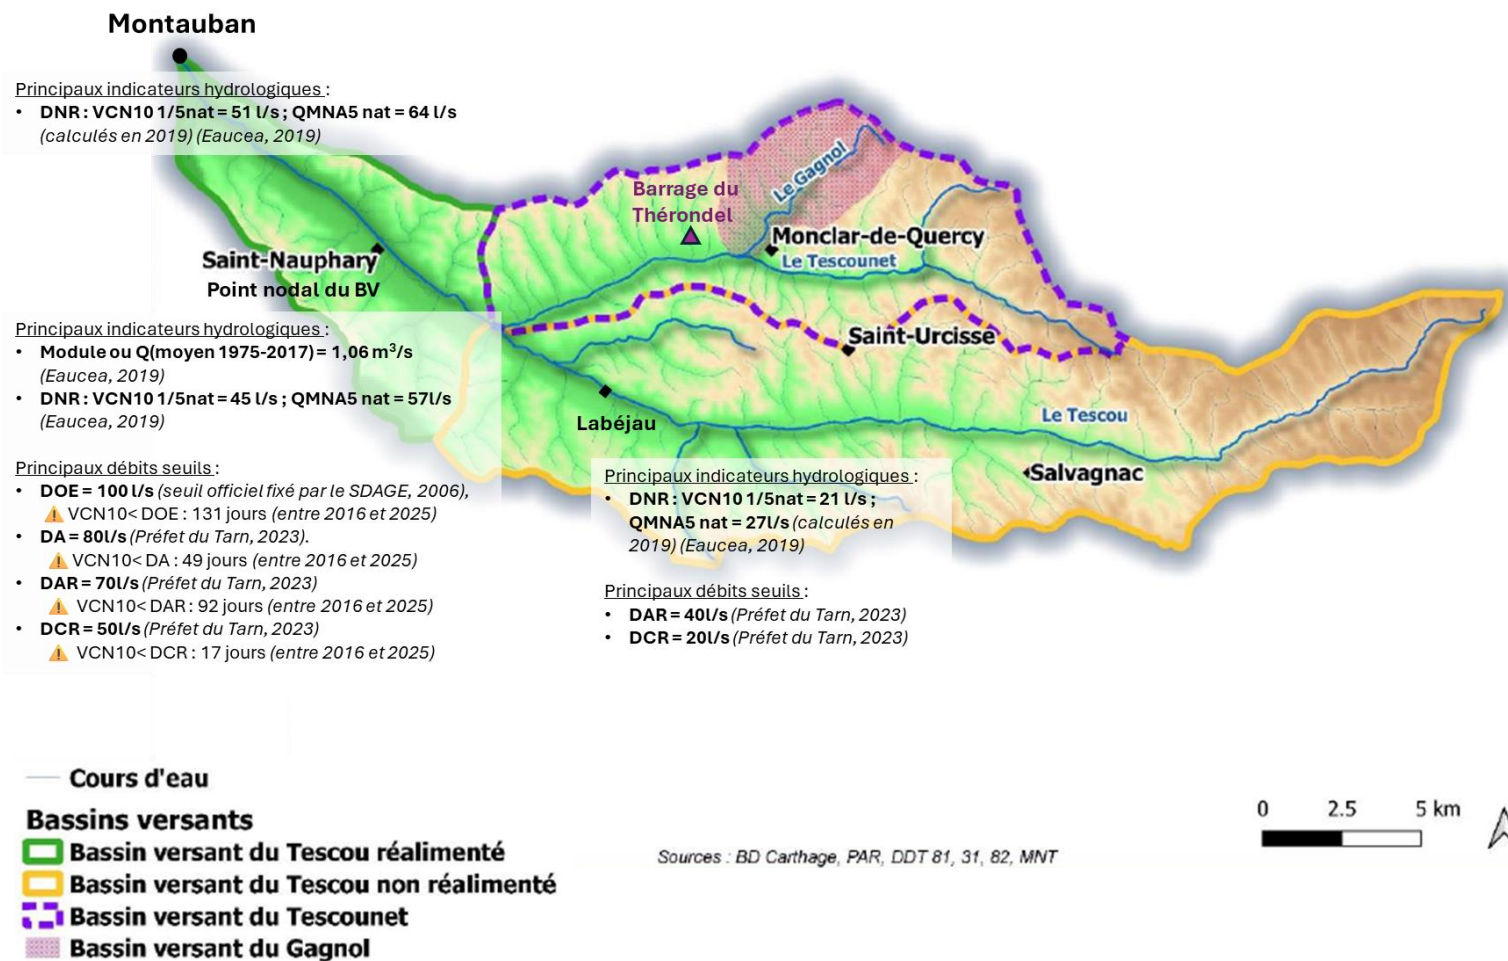 Montauban
Principaux indicateurs hydrologiques :
• DNR : VCN10 1/5nat = 51 l/s ; QMNA5 nat = 64 l/s
(calculés en 2019) (Eaucea, 2019)
Le Gagnol
Barrage du
Thérondel
Monclar-de-Quercy
Le Tescounet
Saint-Nauphary
Point nodal du BV
Principaux indicateurs hydrologiques :
• Module ou Q(moyen 1975-2017) = 1,06 m³/s
(Eaucea, 2019)
• DNR : VCN10 1/5nat = 45 l/s ; QMNA5 nat = 57l/s
(Eaucea, 2019)
Saint-Urcisse
Labéjau
Le Tescou
Salvagnac
Principaux débits seuils :
• DOE = 100 l/s (seuil officiel fixé par le SDAGE, 2006),
⚠ VCN10< DOE : 131 jours (entre 2016 et 2025)
• DA = 80l/s (Préfet du Tarn, 2023).
⚠ VCN10< DA : 49 jours (entre 2016 et 2025)
• DAR = 70l/s (Préfet du Tarn, 2023)
⚠ VCN10< DAR : 92 jours (entre 2016 et 2025)
• DCR = 50l/s (Préfet du Tarn, 2023)
⚠ VCN10< DCR : 17 jours (entre 2016 et 2025)
Principaux indicateurs hydrologiques :
• DNR : VCN10 1/5nat = 21 l/s ;
QMNA5 nat = 27l/s (calculés en
2019) (Eaucea, 2019)
Principaux débits seuils :
• DAR = 40l/s (Préfet du Tarn, 2023)
• DCR = 20l/s (Préfet du Tarn, 2023)
Cours d'eau
Bassins versants
Bassin versant du Tescou réalimenté
Bassin versant du Tescou non réalimenté
Bassin versant du Tescounet
Bassin versant du Gagnol
Sources : BD Carthage, PAR, DDT 81, 31, 82, MNT
0 2.5 5 km